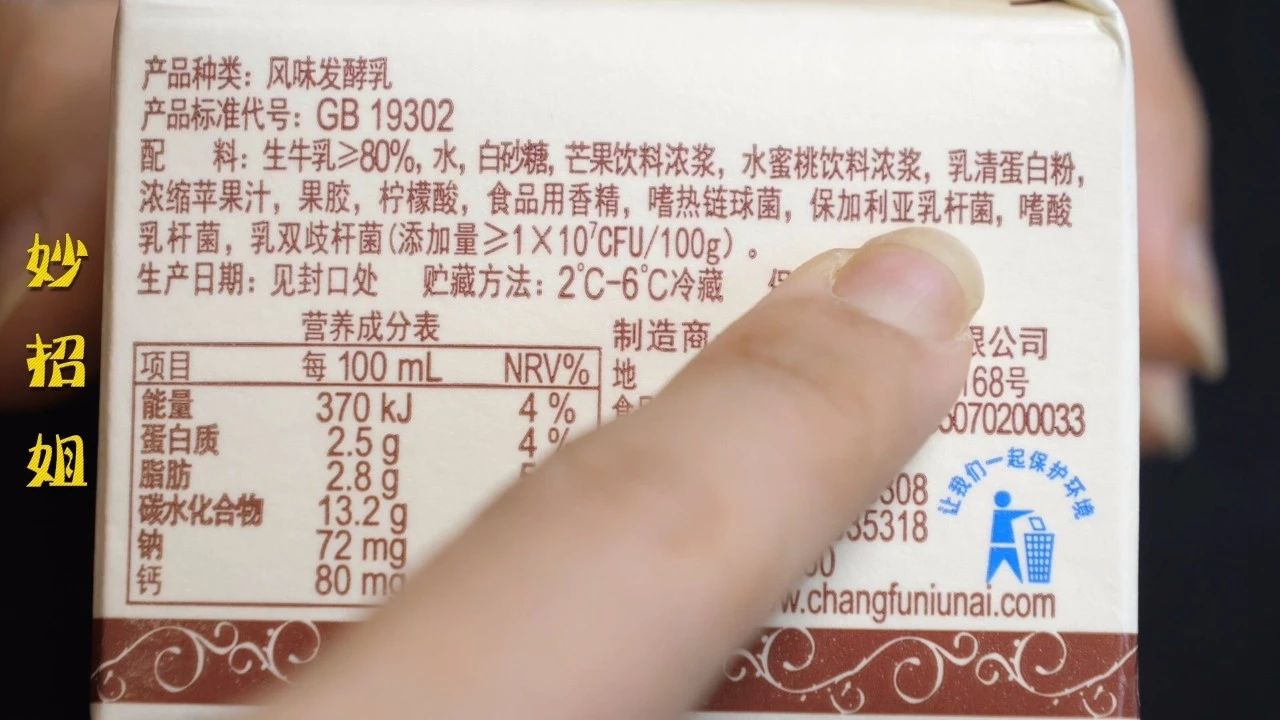 产品种类：风味发酵乳
产品标准代号：GB 19302
配 料：生牛乳≥80%，水，白砂糖，芒果饮料浓浆，水蜜桃饮料浓浆，乳清蛋白粉，
浓缩苹果汁，果胶，柠檬酸，食品用香精，嗜热链球菌，保加利亚乳杆菌，嗜酸
乳杆菌，乳双歧杆菌(添加量≥1×10⁷CFU/100g)。
生产日期：见封口处 贮藏方法：2℃-6℃冷藏
营养成分表
项目 每 100 mL NRV%
能量 370 kJ 4 %
蛋白质 2.5 g 4 %
脂肪 2.8 g
碳水化合物 13.2 g
钠 72 mg
钙 80 mg
制造商 限公司
地 168号
070200033
308
35318
www.changfuniunai.com
让我们一起保护环境
妙招姐